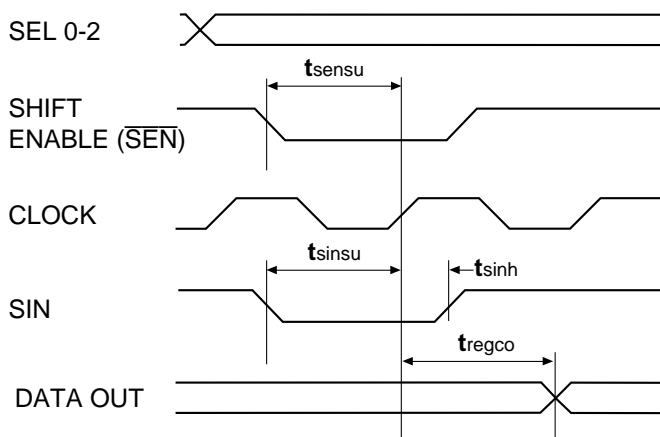 SEL 0-2
tsensu
SHIFT
ENABLE (SEN)
CLOCK
tsinsu
tsinh
SIN
tregco
DATA OUT